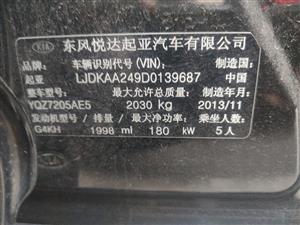 KIA 东风悦达起亚汽车有限公司 KIA
品牌: 车辆识别代号 (VIN): 制造国:
起亚 LJDKAA249D0139687 中国
整车型号: 最大允许总质量: 制造年月:
YQZ7205AE5 2030 kg 2013/11
发动机型号 / 排量 / 最大净功率: 乘坐人数:
G4KH 1998 ml 180 kW 5人